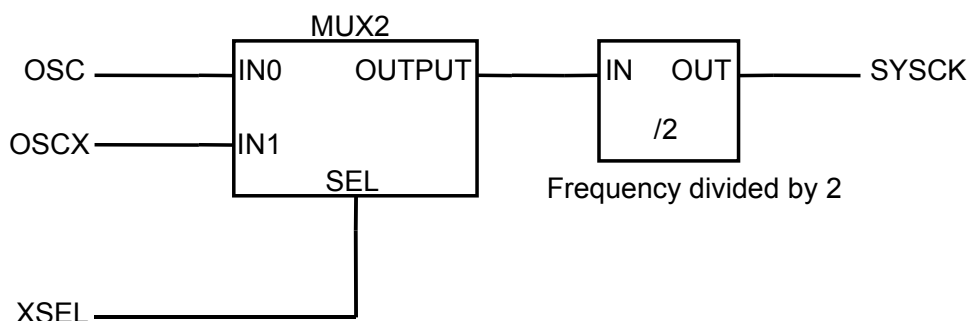 MUX2
OSC IN0 OUTPUT IN OUT SYSCK
/2
OSCX IN1
SEL
Frequency divided by 2
XSEL